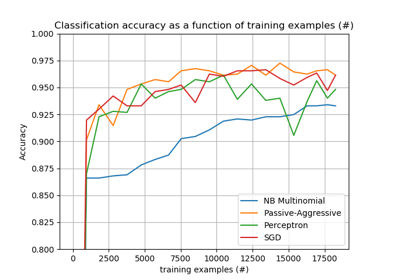 Classification accuracy as a function of training examples (#)
1.000
0.975
0.950
0.925
0.900
0.875
0.850
0.825
0.800
Accuracy
NB Multinomial
Passive-Aggressive
Perceptron
SGD
0 2500 5000 7500 10000 12500 15000 17500
training examples (#)